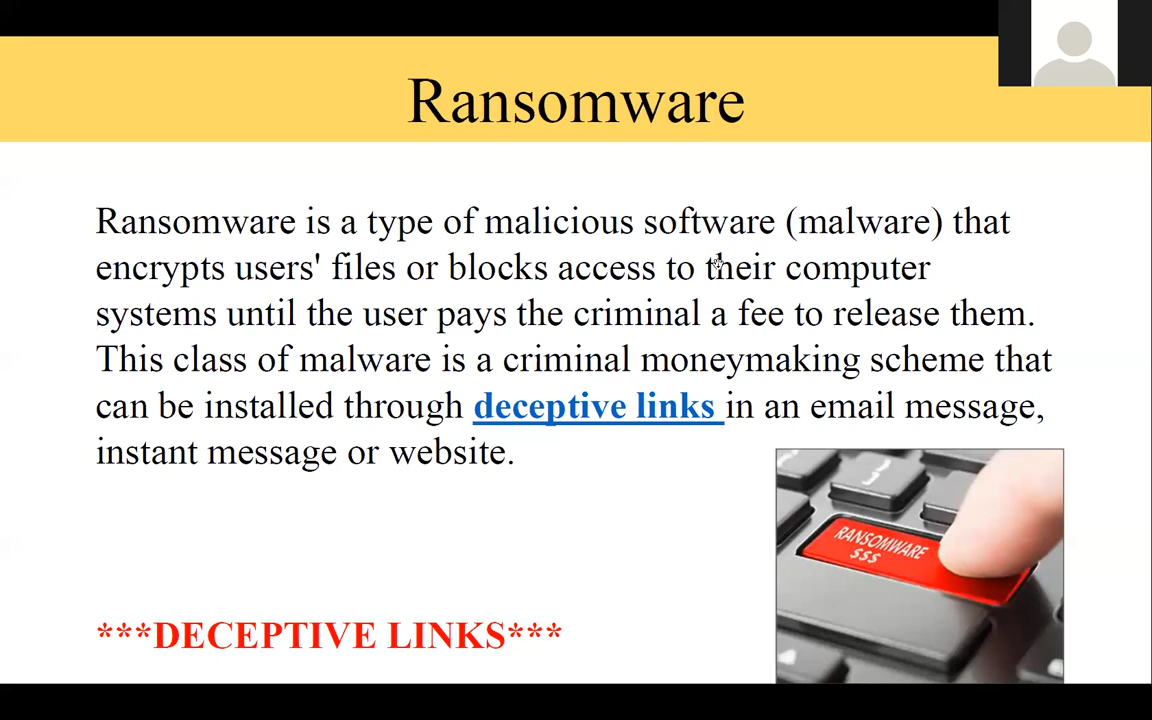 Ransomware
Ransomware is a type of malicious software (malware) that
encrypts users' files or blocks access to their computer
systems until the user pays the criminal a fee to release them.
This class of malware is a criminal moneymaking scheme that
can be installed through deceptive links in an email message,
instant message or website.
RANSOMWARE
$$$
***DECEPTIVE LINKS***